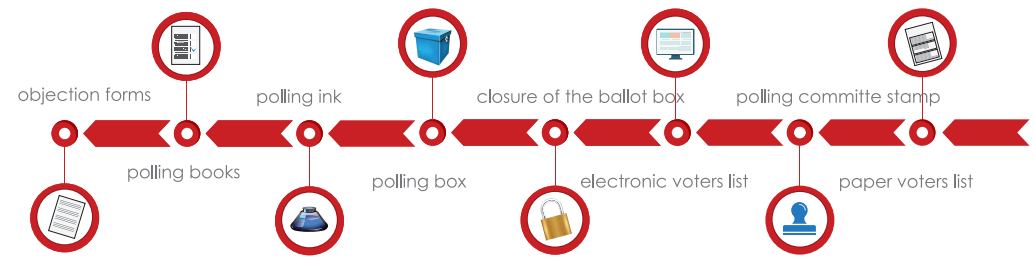 objection forms
polling ink
closure of the ballot box
polling committe stamp
polling books
polling box
electronic voters list
paper voters list